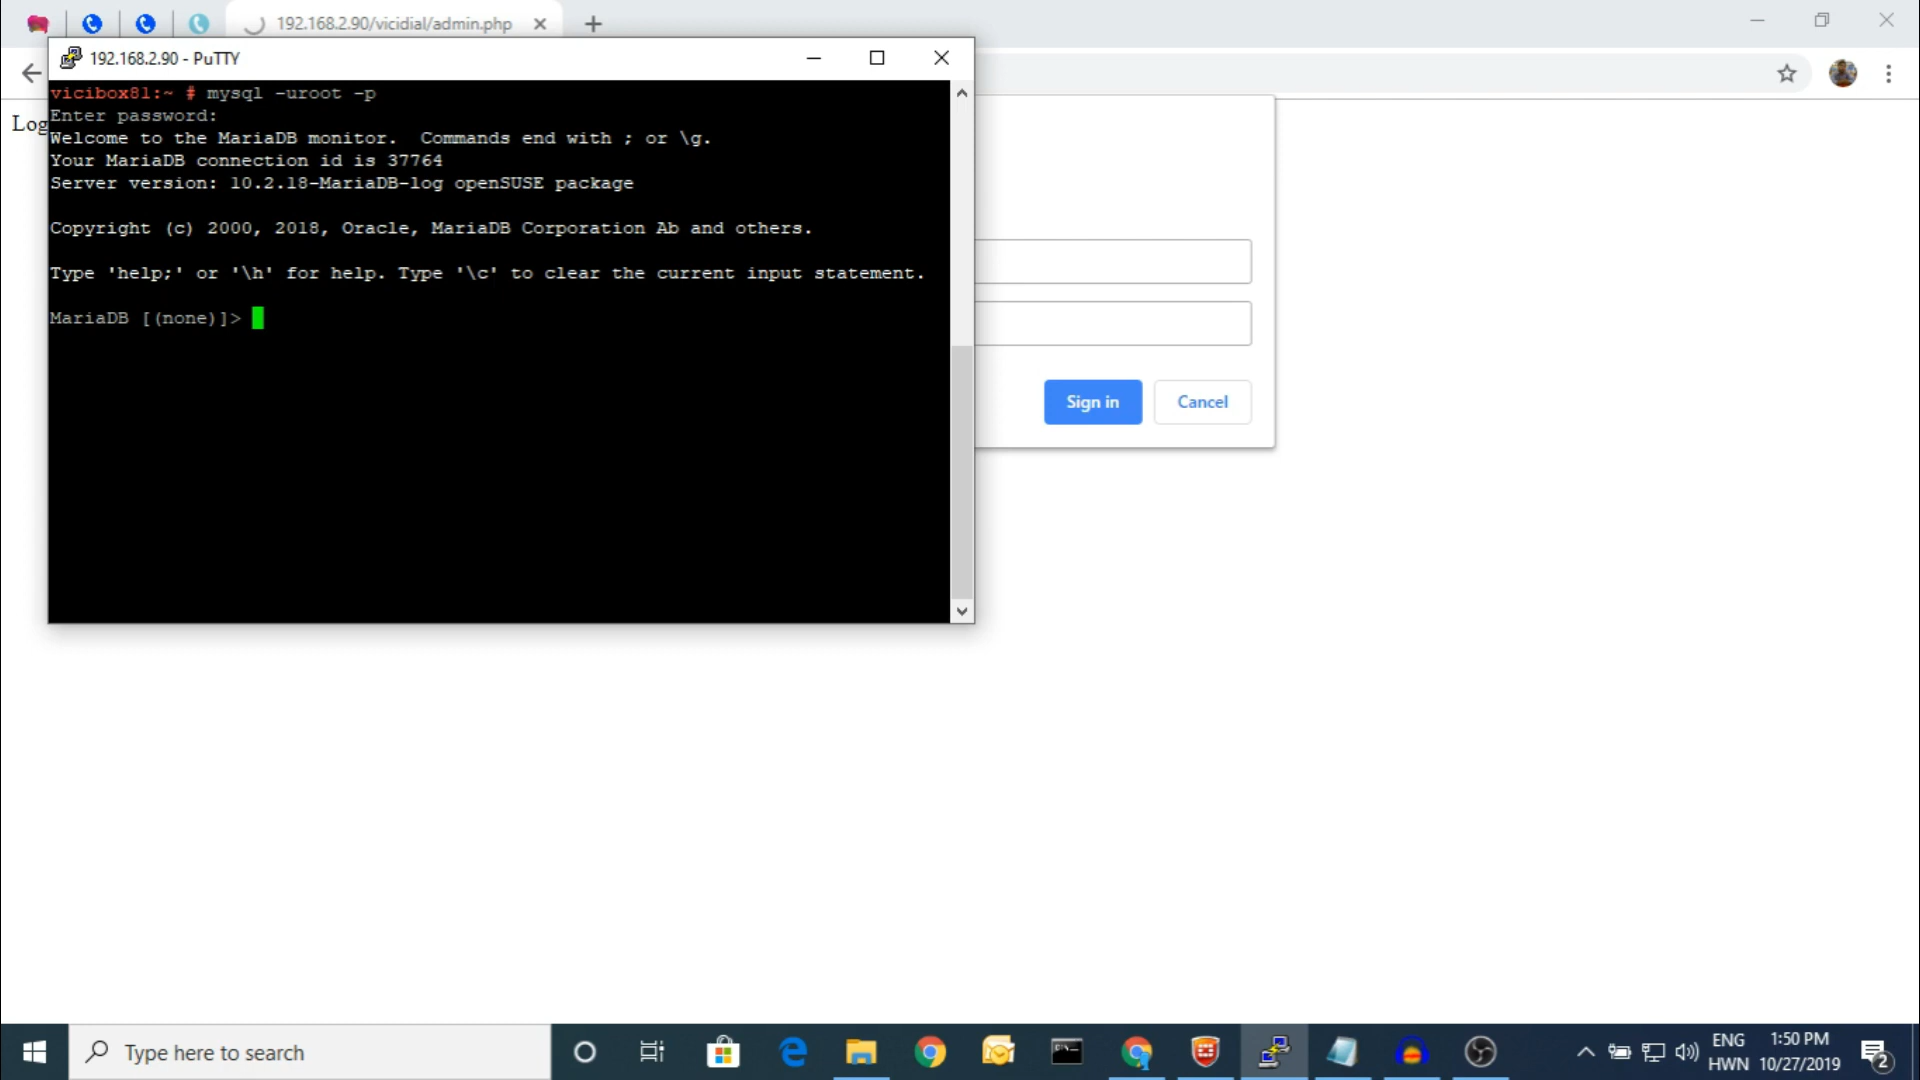 192.168.2.90/vicidial/admin.php
192.168.2.90 - PuTTY
Log
vicibox81:~ # mysql -uroot -p
Enter password:
Welcome to the MariaDB monitor.  Commands end with ; or \g.
Your MariaDB connection id is 37764
Server version: 10.2.18-MariaDB-log openSUSE package
Copyright (c) 2000, 2018, Oracle, MariaDB Corporation Ab and others.
Type 'help;' or '\h' for help. Type '\c' to clear the current input statement.
MariaDB [(none)]>
Sign in
Cancel
Type here to search
ENG
HWN
1:50 PM
10/27/2019
2